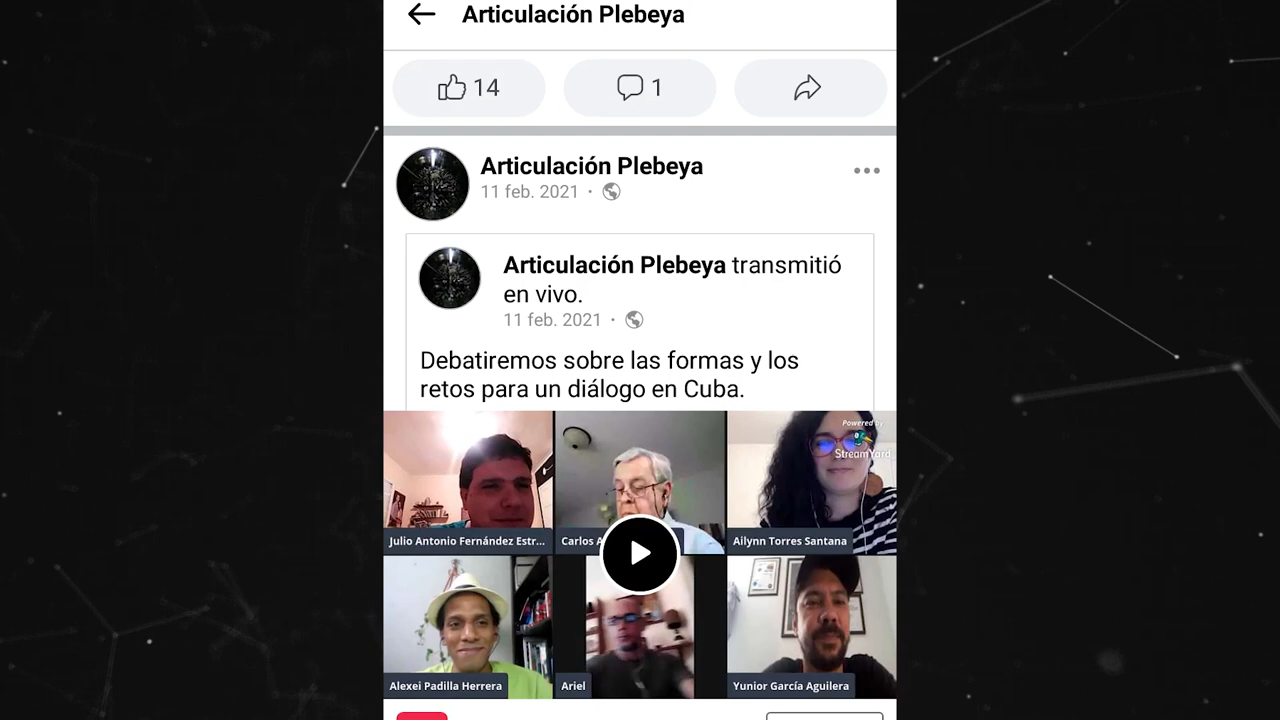 Articulación Plebeya
14
1
Articulación Plebeya
11 feb. 2021 ·
Articulación Plebeya transmitió
en vivo.
11 feb. 2021 ·
Debatiremos sobre las formas y los
retos para un diálogo en Cuba.
Powered by
StreamYard
Julio Antonio Fernández Estr...
Carlos
Ailynn Torres Santana
Alexei Padilla Herrera
Ariel
Yunior García Aguilera